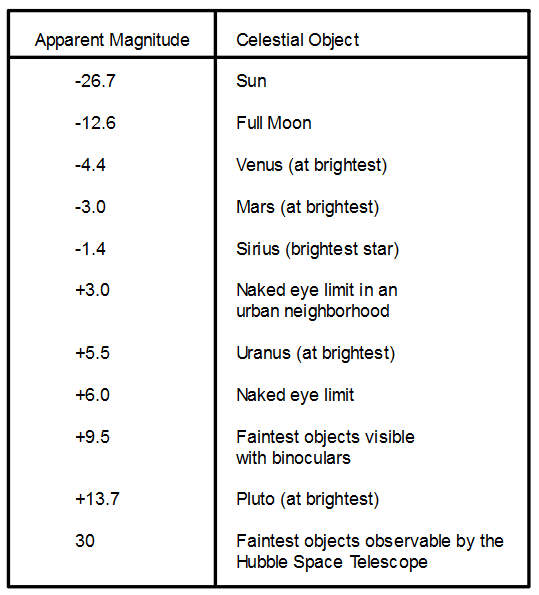 Apparent Magnitude Celestial Object
-26.7 Sun
-12.6 Full Moon
-4.4 Venus (at brightest)
-3.0 Mars (at brightest)
-1.4 Sirius (brightest star)
+3.0 Naked eye limit in an
urban neighborhood
+5.5 Uranus (at brightest)
+6.0 Naked eye limit
+9.5 Faintest objects visible
with binoculars
+13.7 Pluto (at brightest)
30 Faintest objects observable by the
Hubble Space Telescope